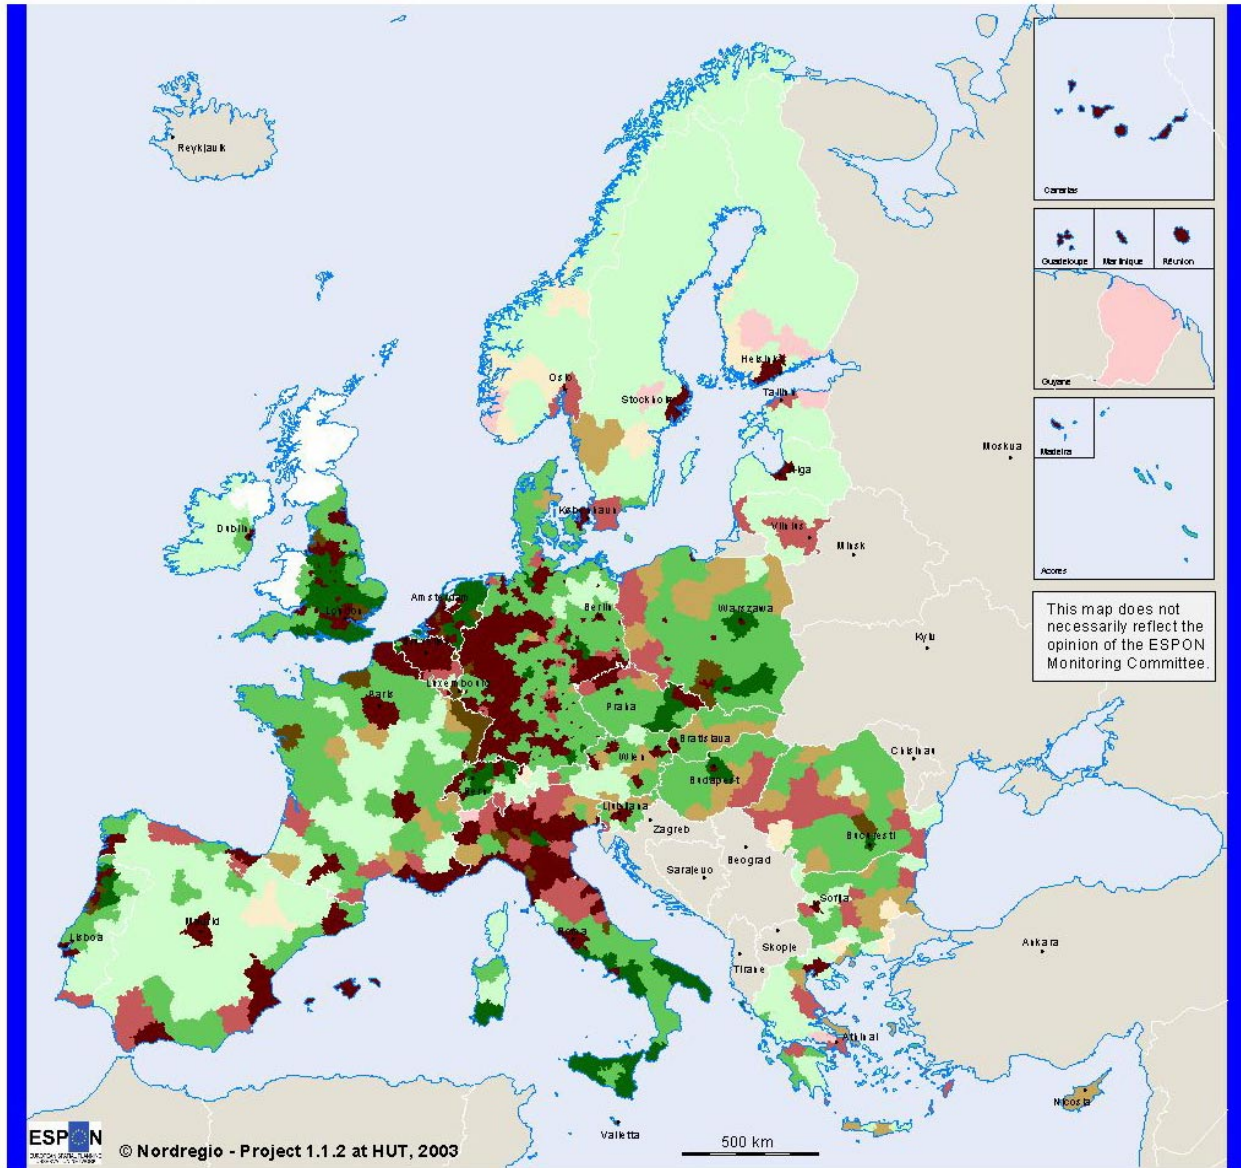 Reykjavik
Canarias
Guadeloupe
Martinique
Réunion
Guyane
Madeira
Acores
This map does not
necessarily reflect the
opinion of the ESPON
Monitoring Committee.
Oslo
Helsinki
Stockholm
Tallinn
Riga
Moskva
København
Vilnius
Minsk
Dublin
London
Amsterdam
Berlin
Warszawa
Kyiv
Luxembourg
Paris
Praha
Bratislava
Wien
Chisinau
Bern
Budapest
Ljubljana
Zagreb
Bucuresti
Beograd
Sarajevo
Sofija
Madrid
Lisboa
Roma
Skopje
Tirane
Ankara
Athinai
Nicosia
Valletta
500 km
ESPON
© Nordregio - Project 1.1.2 at HUT, 2003